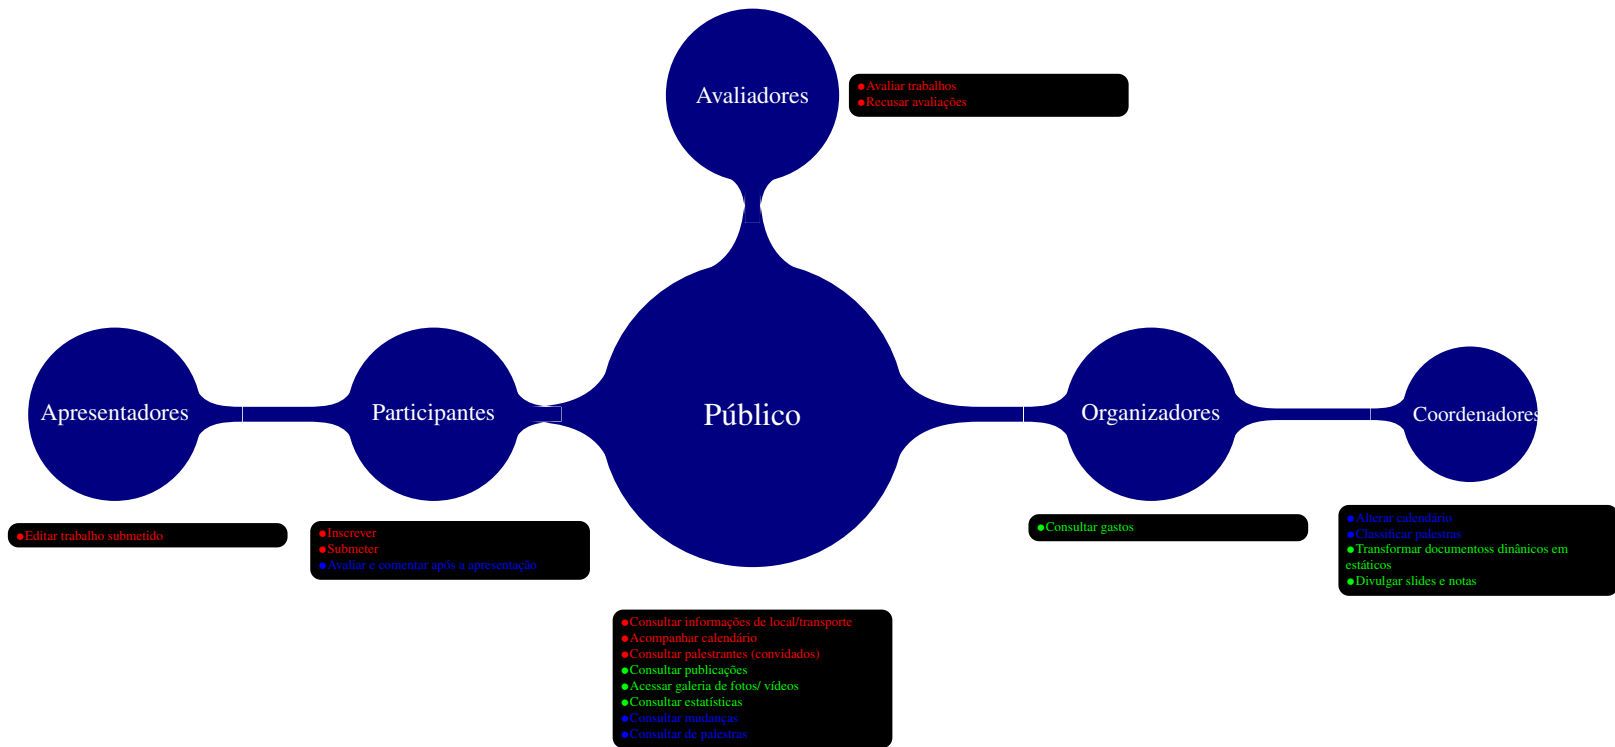 Avaliadores
●Avaliar trabalhos
●Recusar avaliações
Apresentadores
Participantes
Público
Organizadores
Coordenadores
●Editar trabalho submetido
●Inscrever
●Submeter
●Avaliar e comentar após a apresentação
●Consultar gastos
●Alterar calendário
●Classificar palestras
●Transformar documentoss dinânicos em
estáticos
●Divulgar slides e notas
●Consultar informações de local/transporte
●Acompanhar calendário
●Consultar palestrantes (convidados)
●Consultar publicações
●Acessar galeria de fotos/ vídeos
●Consultar estatísticas
●Consultar mudanças
●Consultar de palestras